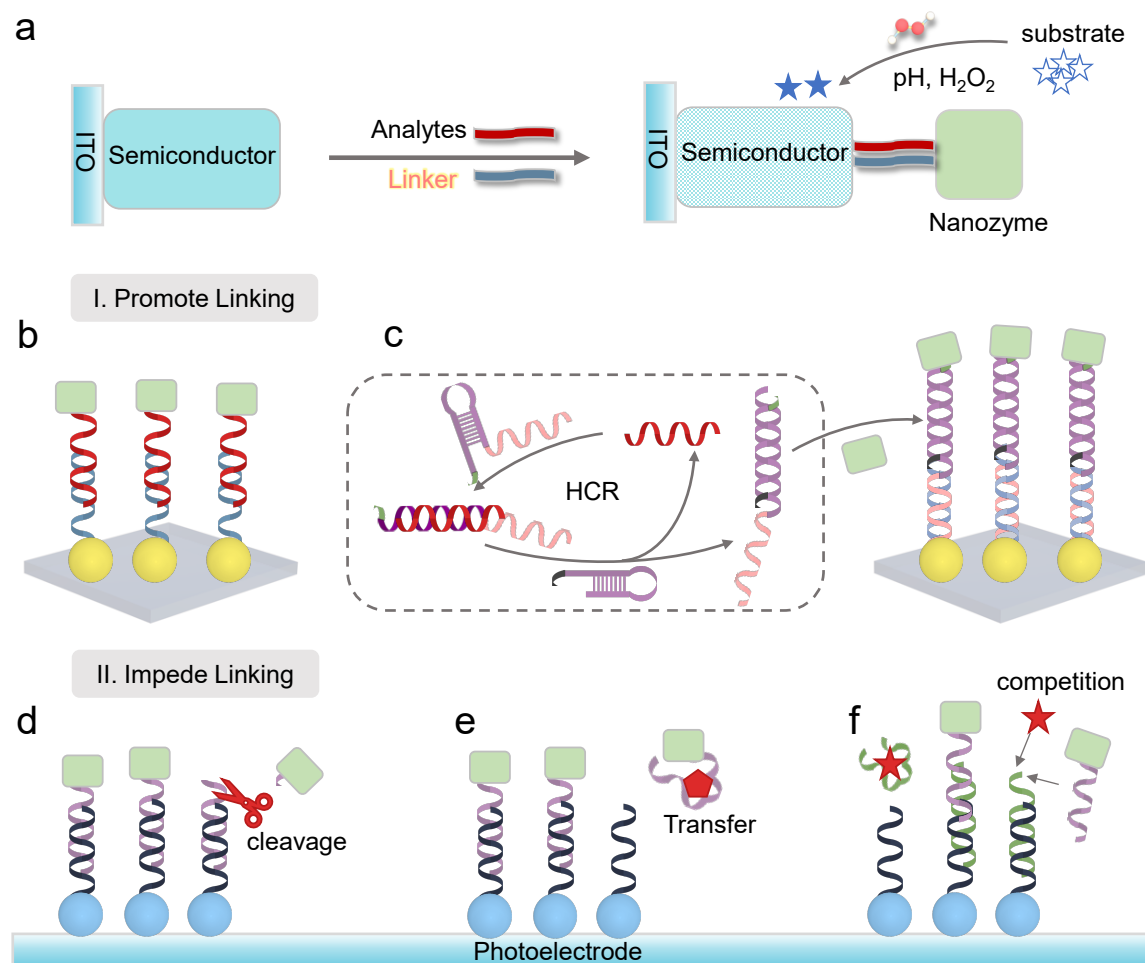 a
ITO
Semiconductor
Analytes
Linker
ITO
Semiconductor
pH, H₂O₂
substrate
Nanozyme
I. Promote Linking
b
c
HCR
II. Impede Linking
d
cleavage
e
Transfer
f
competition
Photoelectrode